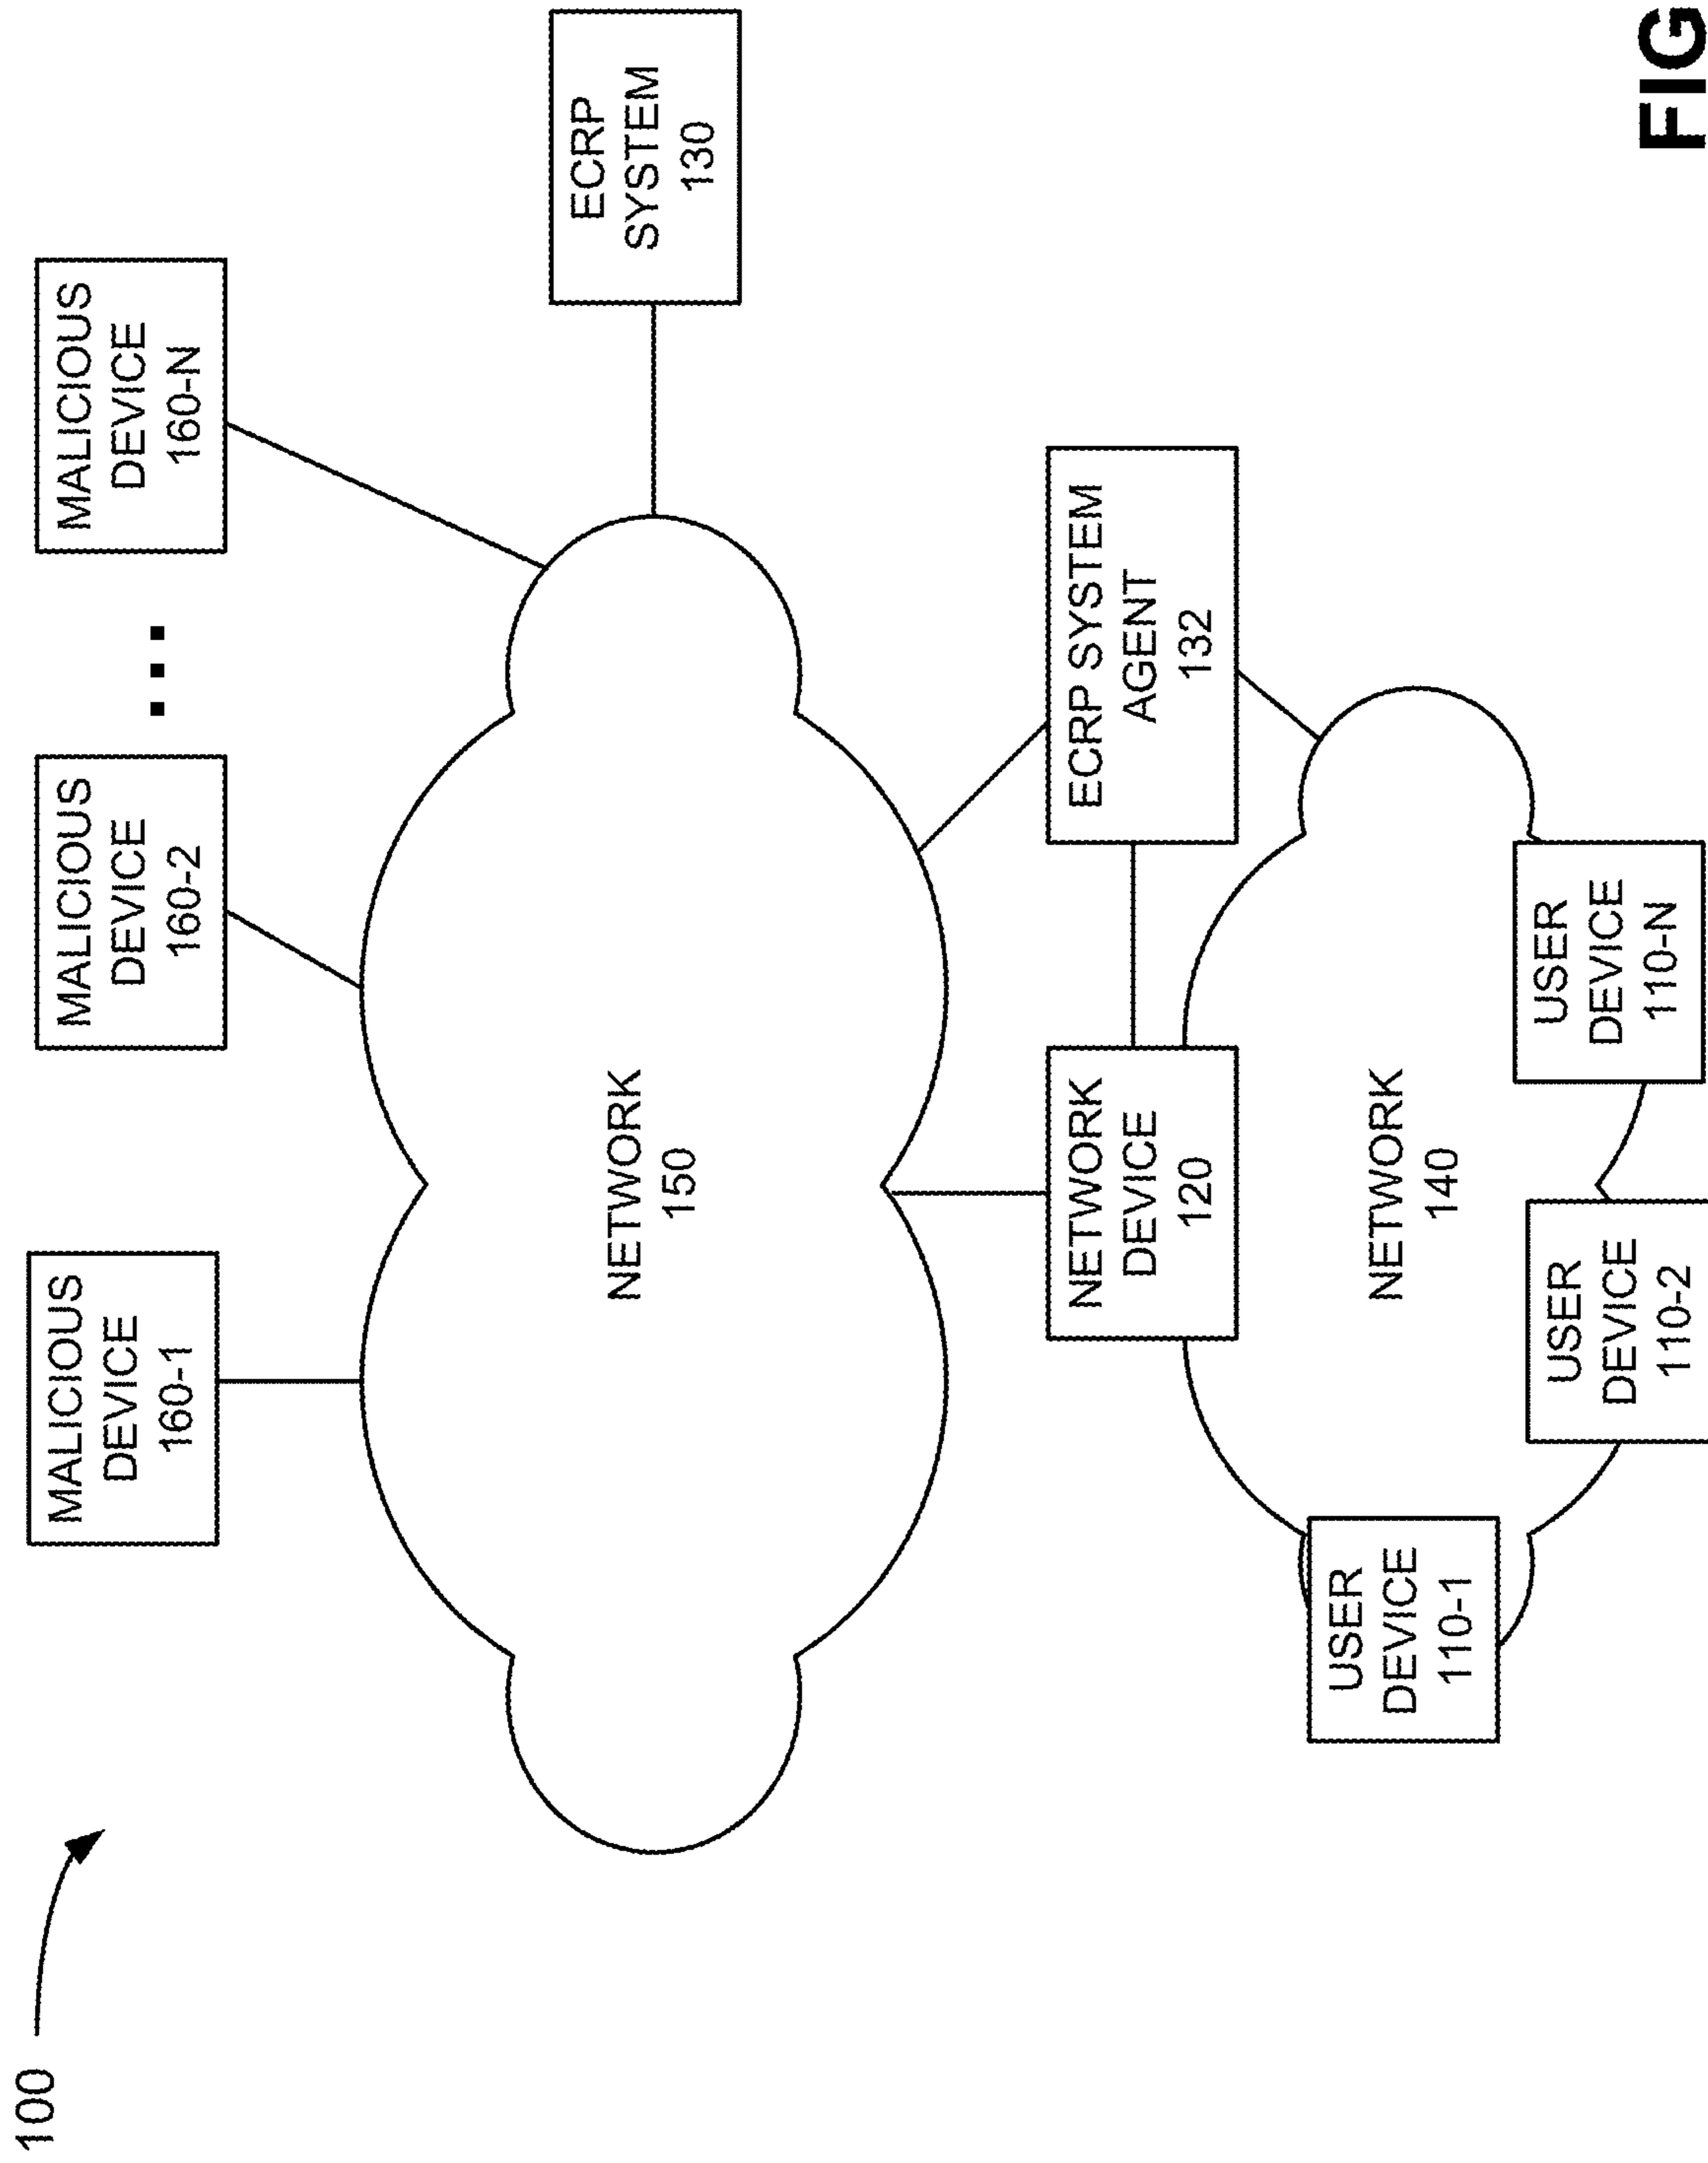 100
MALICIOUS
DEVICE
160-1
MALICIOUS
DEVICE
160-2
...
MALICIOUS
DEVICE
160-N
NETWORK
150
ECRP
SYSTEM
130
NETWORK
DEVICE
120
ECRP SYSTEM
AGENT
132
NETWORK
140
USER
DEVICE
110-1
USER
DEVICE
110-2
USER
DEVICE
110-N
FIG